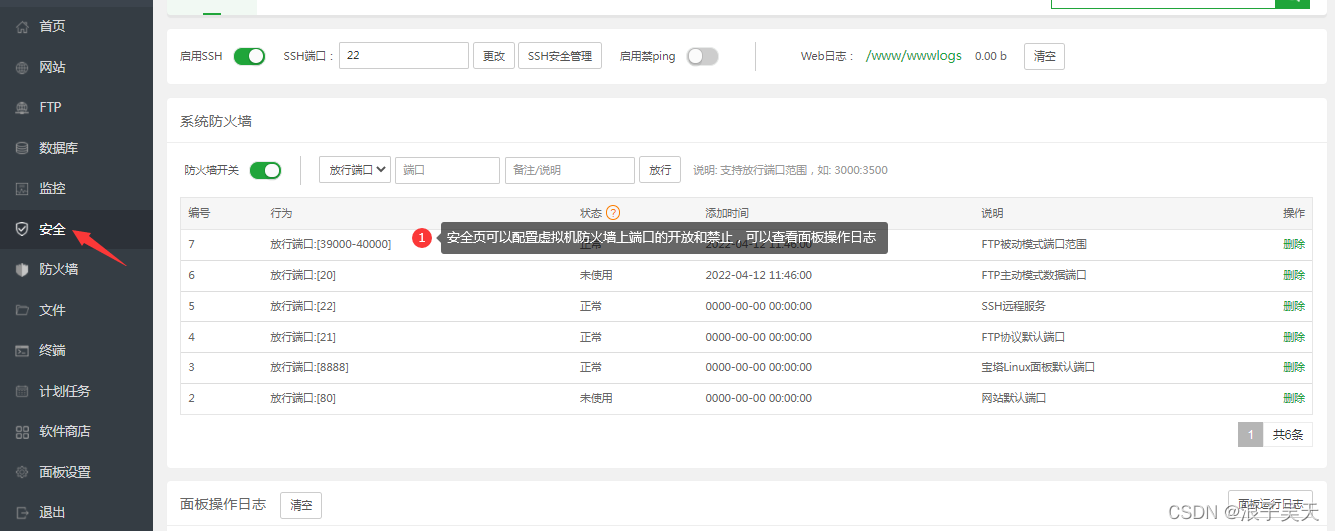 首页
网站
FTP
数据库
监控
安全
防火墙
文件
终端
计划任务
软件商店
面板设置
退出
启用SSH SSH端口： 22 更改 SSH安全管理 启用禁ping Web日志： /www/wwwlogs 0.00 b 清空
系统防火墙
防火墙开关 放行端口 端口 备注/说明 放行 说明: 支持放行端口范围，如: 3000:3500
编号 行为 状态 ? 添加时间 说明 操作
1 安全页可以配置虚拟机防火墙上端口的开放和禁止，可以查看面板操作日志
7 放行端口:[39000-40000] 正常 2022-04-12 11:46:00 FTP被动模式端口范围 删除
6 放行端口:[20] 未使用 2022-04-12 11:46:00 FTP主动模式数据端口 删除
5 放行端口:[22] 正常 0000-00-00 00:00:00 SSH远程服务 删除
4 放行端口:[21] 正常 0000-00-00 00:00:00 FTP协议默认端口 删除
3 放行端口:[8888] 正常 0000-00-00 00:00:00 宝塔Linux面板默认端口 删除
2 放行端口:[80] 未使用 0000-00-00 00:00:00 网站默认端口 删除
1 共6条
面板操作日志 清空 面板运行日志
CSDN @浪子吴天